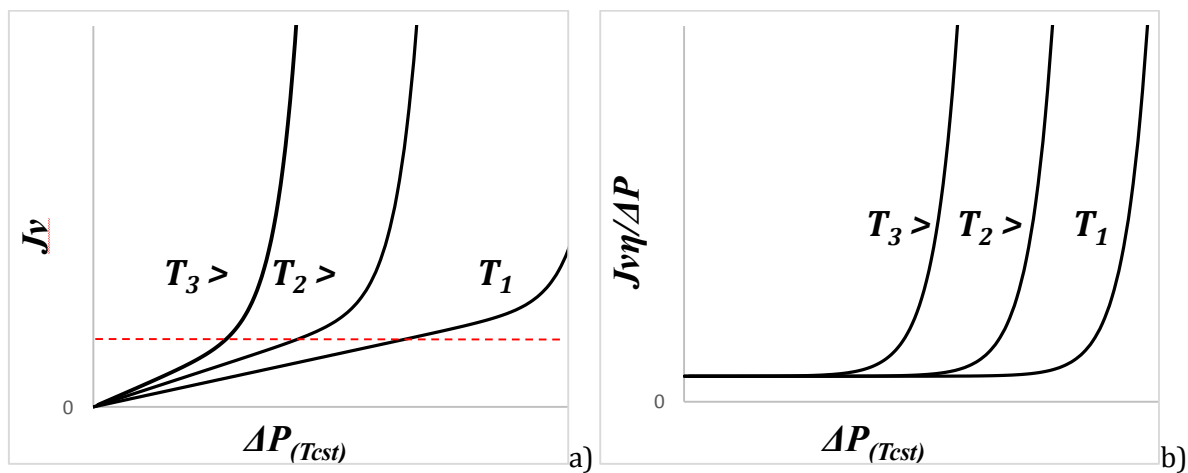 Jv
T3 > T2 > T1
0
ΔP(Tcst)
a)
Jvη/ΔP
T3 > T2 > T1
0
ΔP(Tcst)
b)